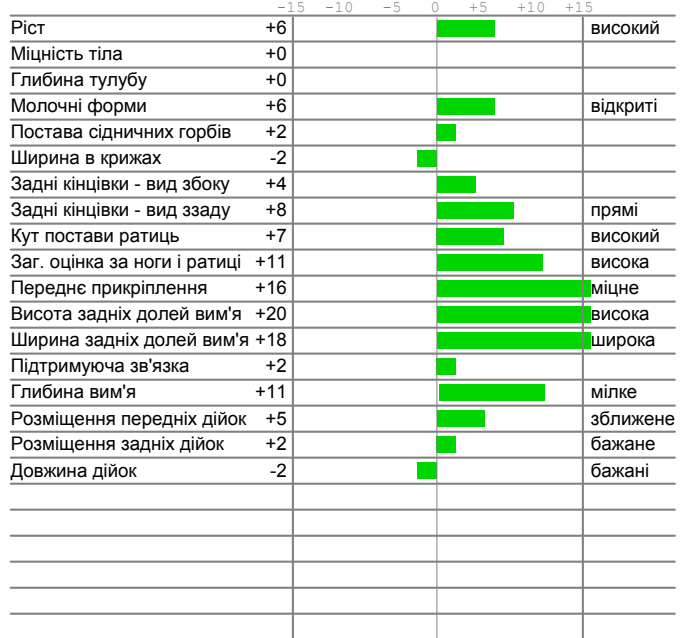 -15 -10 -5 0 +5 +10 +15
Ріст +6 високий
Міцність тіла +0
Глибина тулубу +0
Молочні форми +6 відкриті
Постава сідничних горбів +2
Ширина в крижах -2
Задні кінцівки - вид збоку +4
Задні кінцівки - вид ззаду +8 прямі
Кут постави ратиць +7 високий
Заг. оцінка за ноги і ратиці +11 висока
Переднє прикріплення +16 міцне
Висота задніх долей вим'я +20 висока
Ширина задніх долей вим'я +18 широка
Підтримуюча зв'язка +2
Глибина вим'я +11 мілке
Розміщення передніх дійок +5 зближене
Розміщення задніх дійок +2 бажане
Довжина дійок -2 бажані